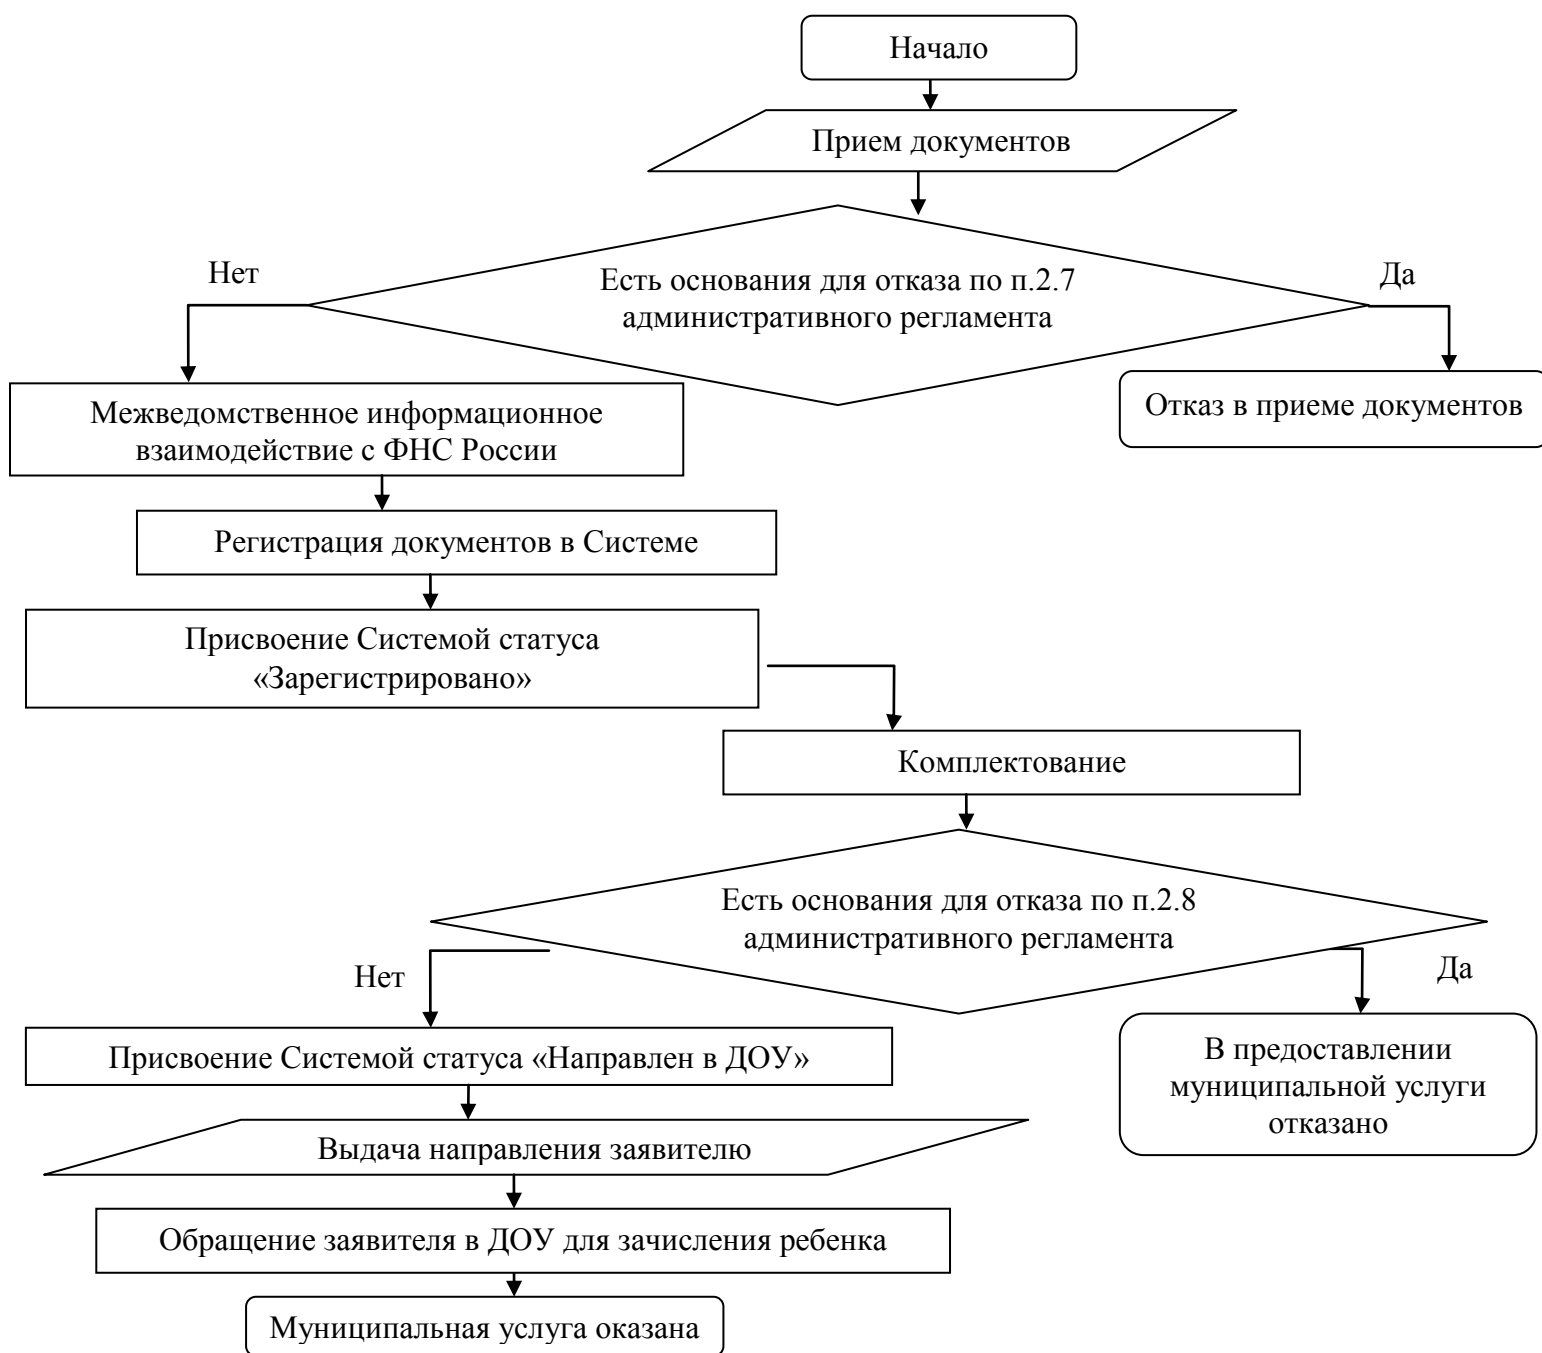 Начало
Прием документов
Нет
Есть основания для отказа по п.2.7
административного регламента
Да
Межведомственное информационное
взаимодействие с ФНС России
Отказ в приеме документов
Регистрация документов в Системе
Присвоение Системой статуса
«Зарегистрировано»
Комплектование
Есть основания для отказа по п.2.8
административного регламента
Нет
Да
Присвоение Системой статуса «Направлен в ДОУ»
В предоставлении
муниципальной услуги
отказано
Выдача направления заявителю
Обращение заявителя в ДОУ для зачисления ребенка
Муниципальная услуга оказана